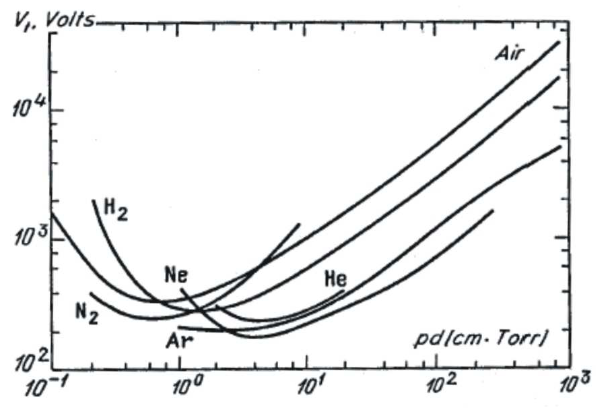 Vt, Volts
Air
10⁴
H₂
10³
Ne
He
N₂
Ar
pd(cm·Torr)
10²
10⁻¹ 10⁰ 10¹ 10² 10³